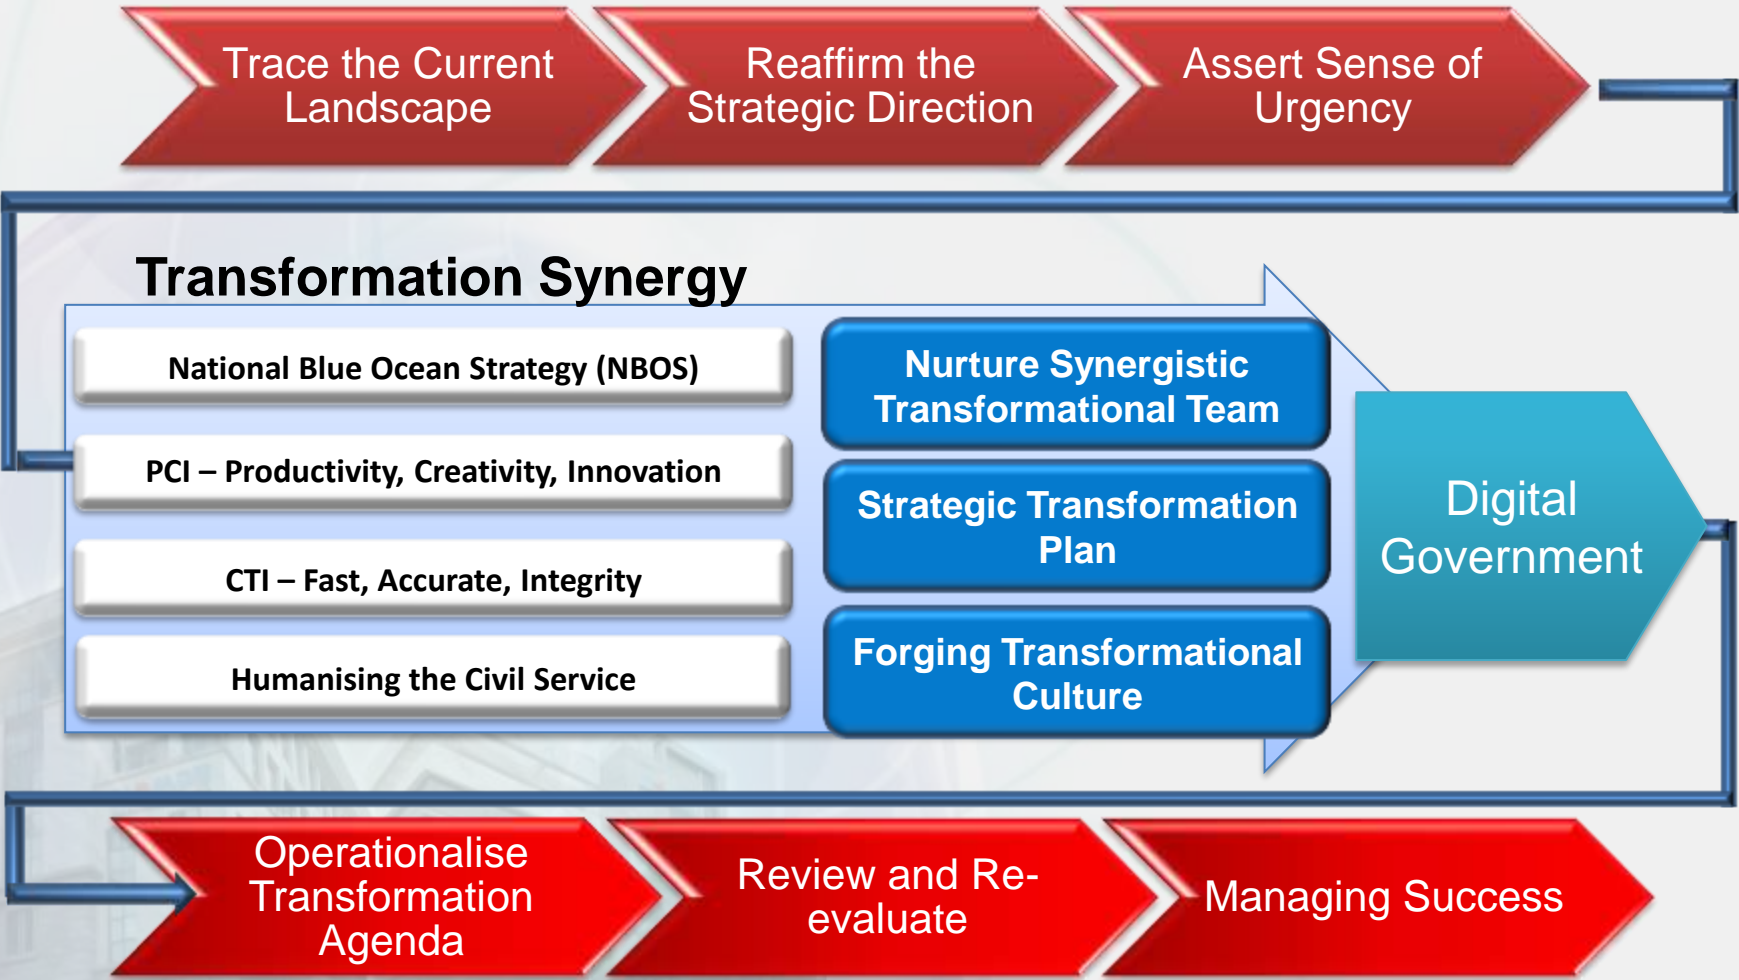 Trace the Current
Landscape
Reaffirm the
Strategic Direction
Assert Sense of
Urgency
Transformation Synergy
National Blue Ocean Strategy (NBOS)
PCI – Productivity, Creativity, Innovation
CTI – Fast, Accurate, Integrity
Humanising the Civil Service
Nurture Synergistic
Transformational Team
Strategic Transformation
Plan
Forging Transformational
Culture
Digital
Government
Operationalise
Transformation
Agenda
Review and Re-
evaluate
Managing Success